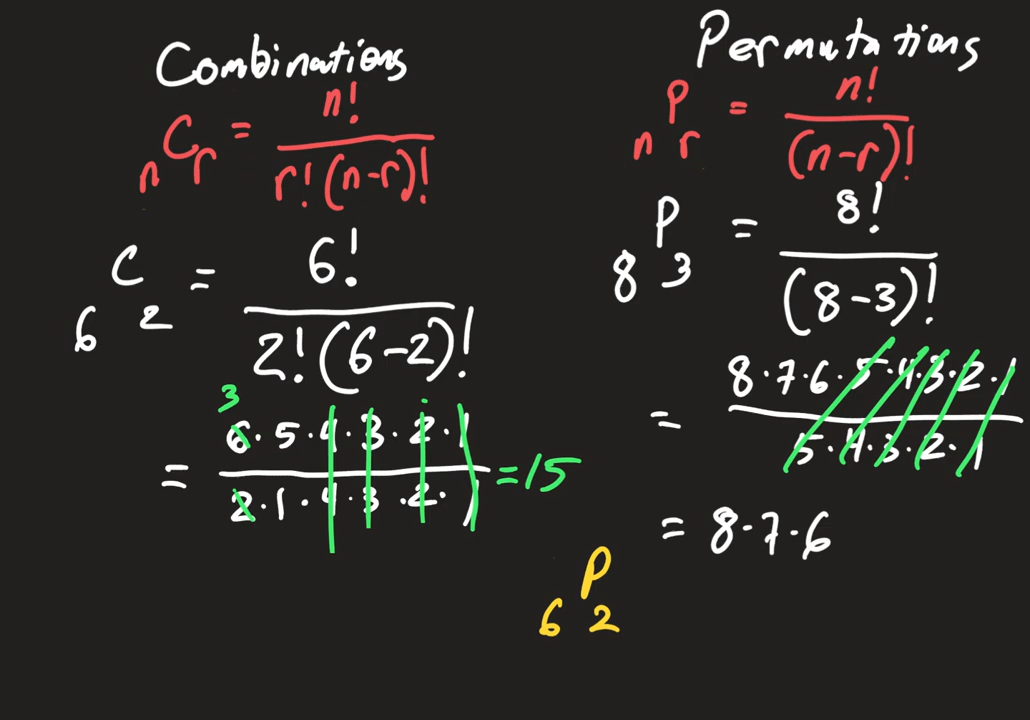 Combinations
nCr = n! / r!(n-r)!
6C2 = 6! / 2!(6-2)!
3
= 6·5·4·3·2·1 / 2·1·4·3·2·1 = 15
Permutations
nPr = n! / (n-r)!
8P3 = 8! / (8-3)!
= 8·7·6·5·4·3·2·1 / 5·4·3·2·1
= 8·7·6
6P2